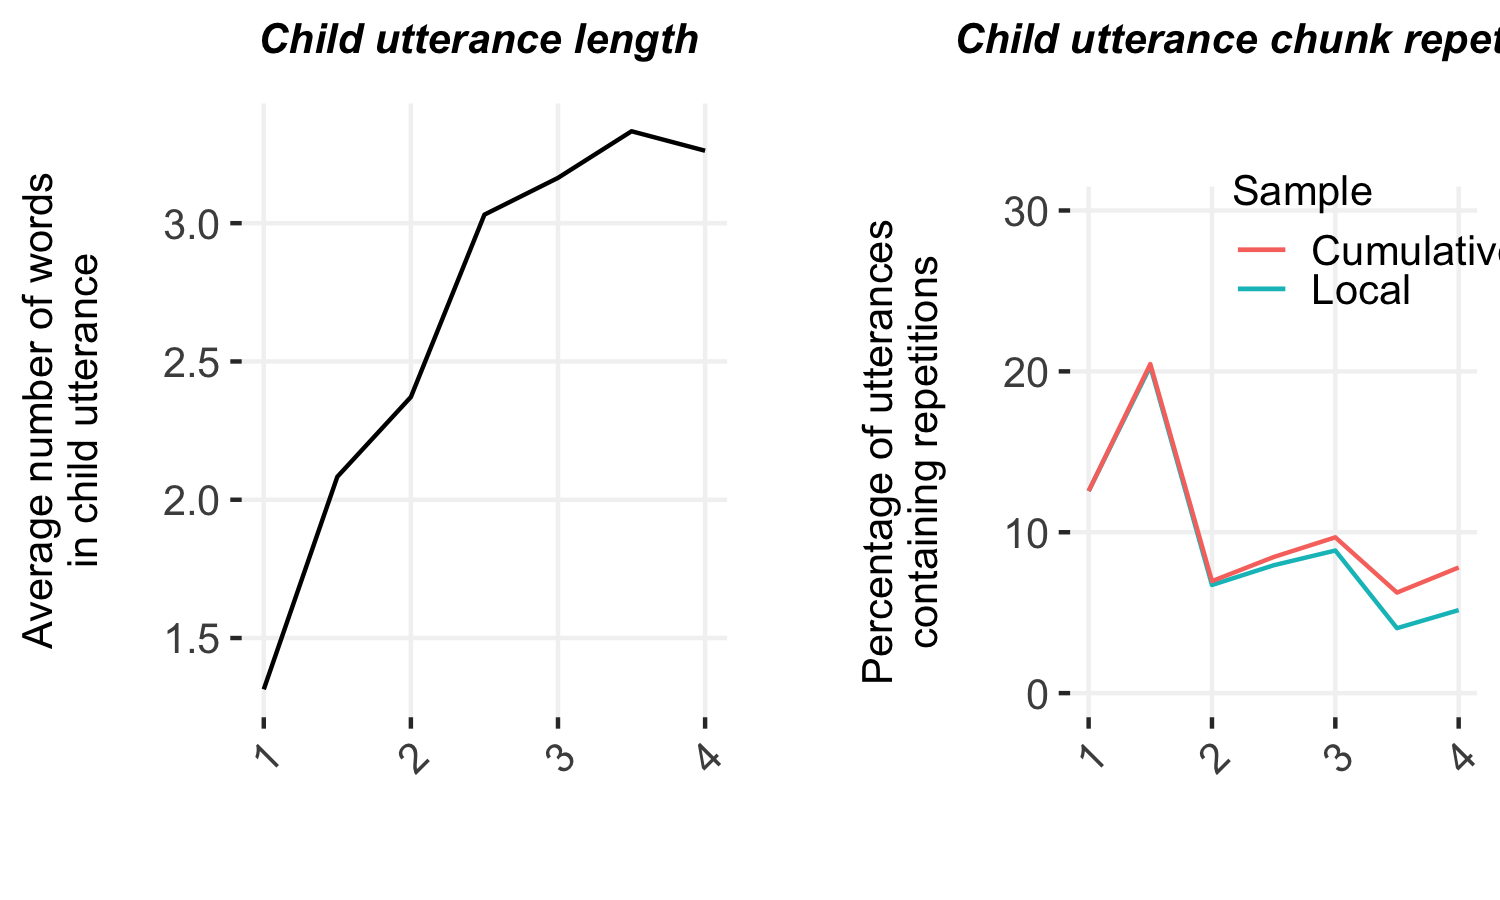 Child utterance length
Average number of words
in child utterance
3.0
2.5
2.0
1.5
1
2
3
4
Child utterance chunk repet
Percentage of utterances
containing repetitions
30
20
10
0
Sample
Cumulative
Local
1
2
3
4